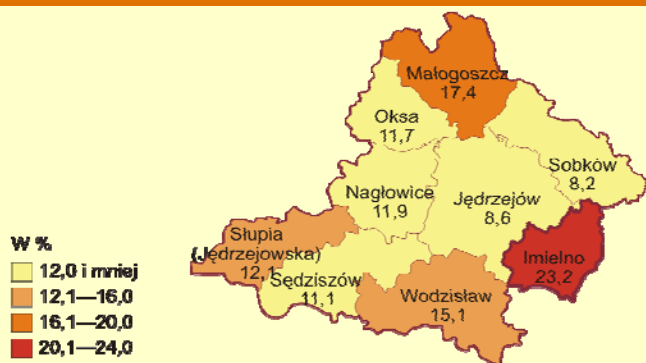 Małogoszcz
17,4
Oksa
11,7
Sobków
8,2
Nagłowice
11,9
Jędrzejów
8,6
Słupia
(Jędrzejowska)
12,1
Imielno
23,2
Sędziszów
11,1
Wodzisław
15,1
W %
12,0 i mniej
12,1—16,0
16,1—20,0
20,1—24,0